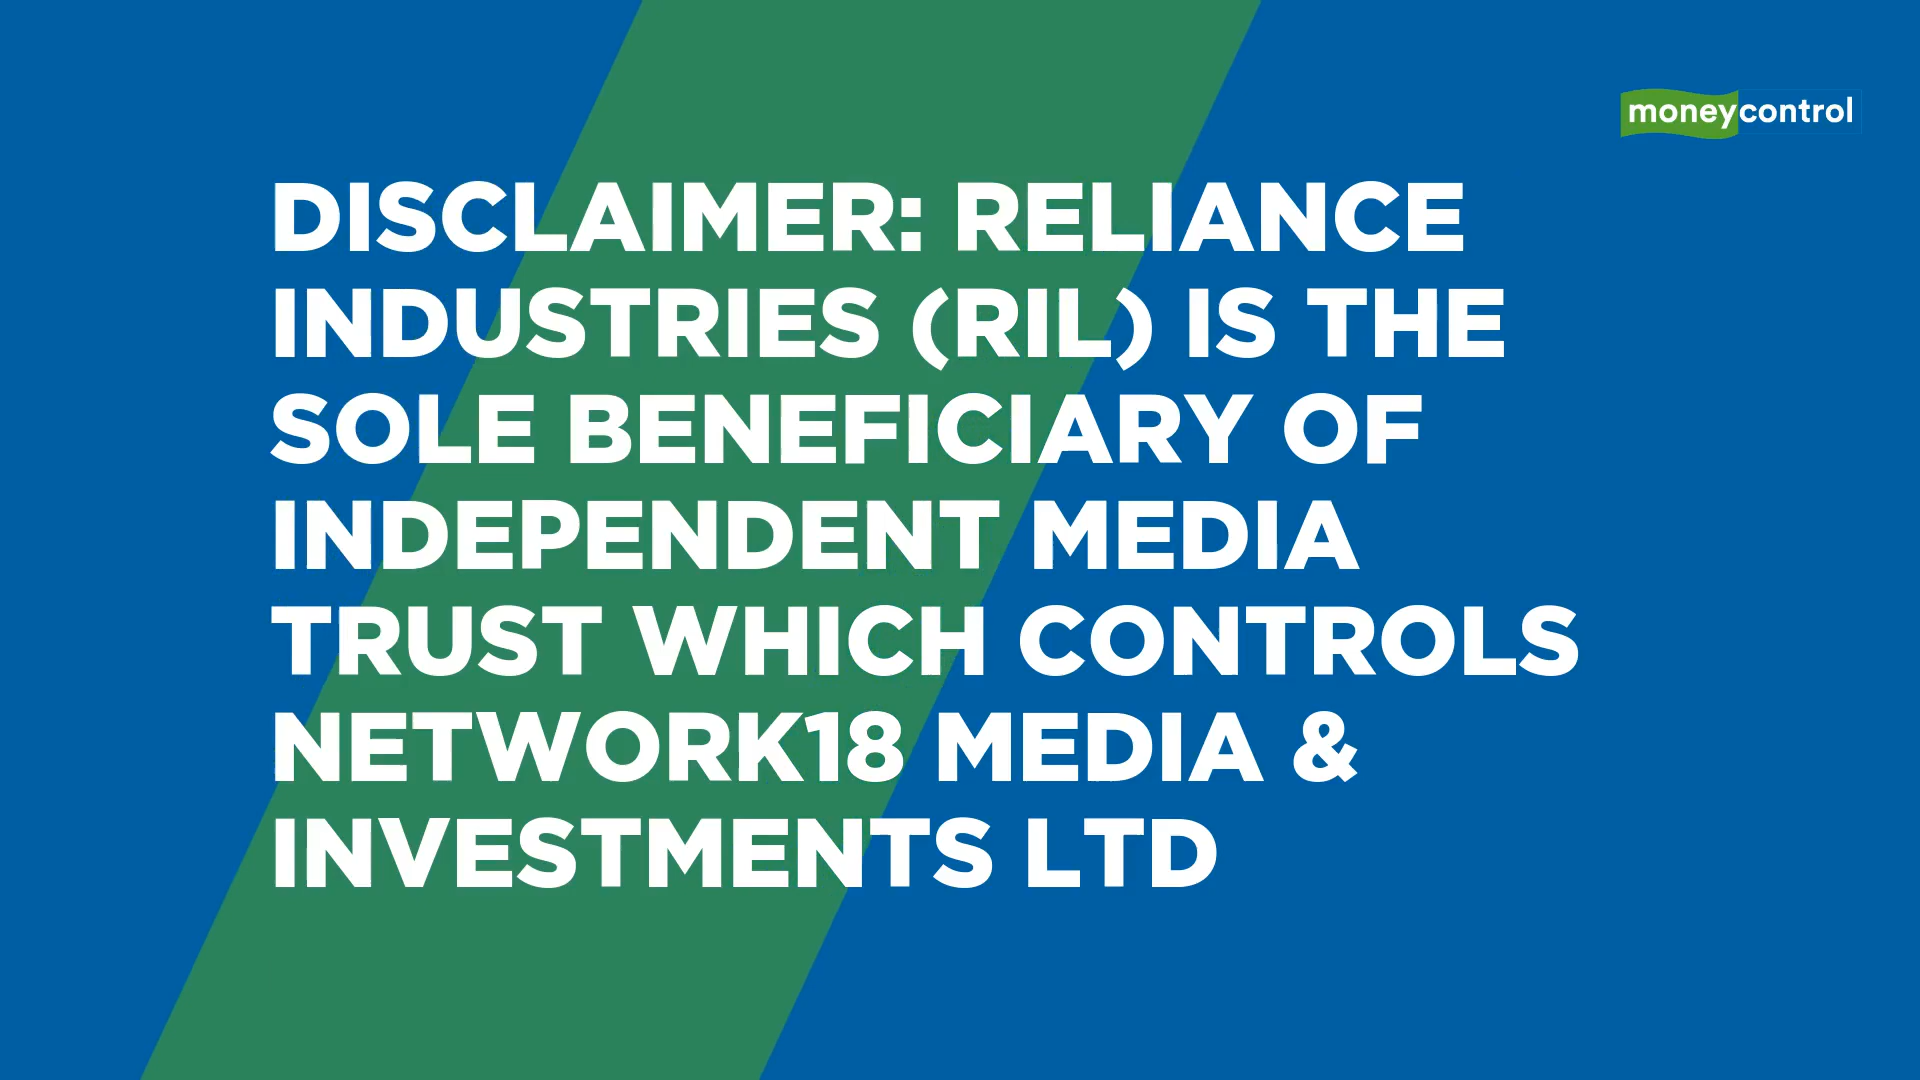 moneycontrol
DISCLAIMER: RELIANCE
INDUSTRIES (RIL) IS THE
SOLE BENEFICIARY OF
INDEPENDENT MEDIA
TRUST WHICH CONTROLS
NETWORK18 MEDIA &
INVESTMENTS LTD